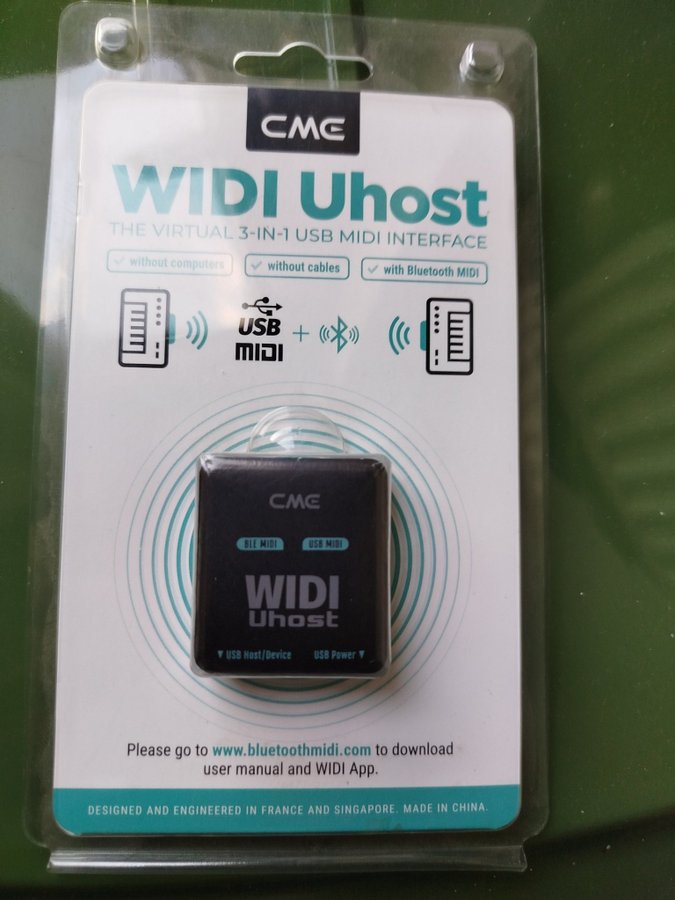 CME
WIDI Uhost
THE VIRTUAL 3-IN-1 USB MIDI INTERFACE
without computers without cables with Bluetooth MIDI
USB
MIDI
+
CME
BLE MIDI USB MIDI
WIDI
Uhost
▼ USB Host/Device USB Power ▼
Please go to www.bluetoothmidi.com to download
user manual and WIDI App.
DESIGNED AND ENGINEERED IN FRANCE AND SINGAPORE. MADE IN CHINA.